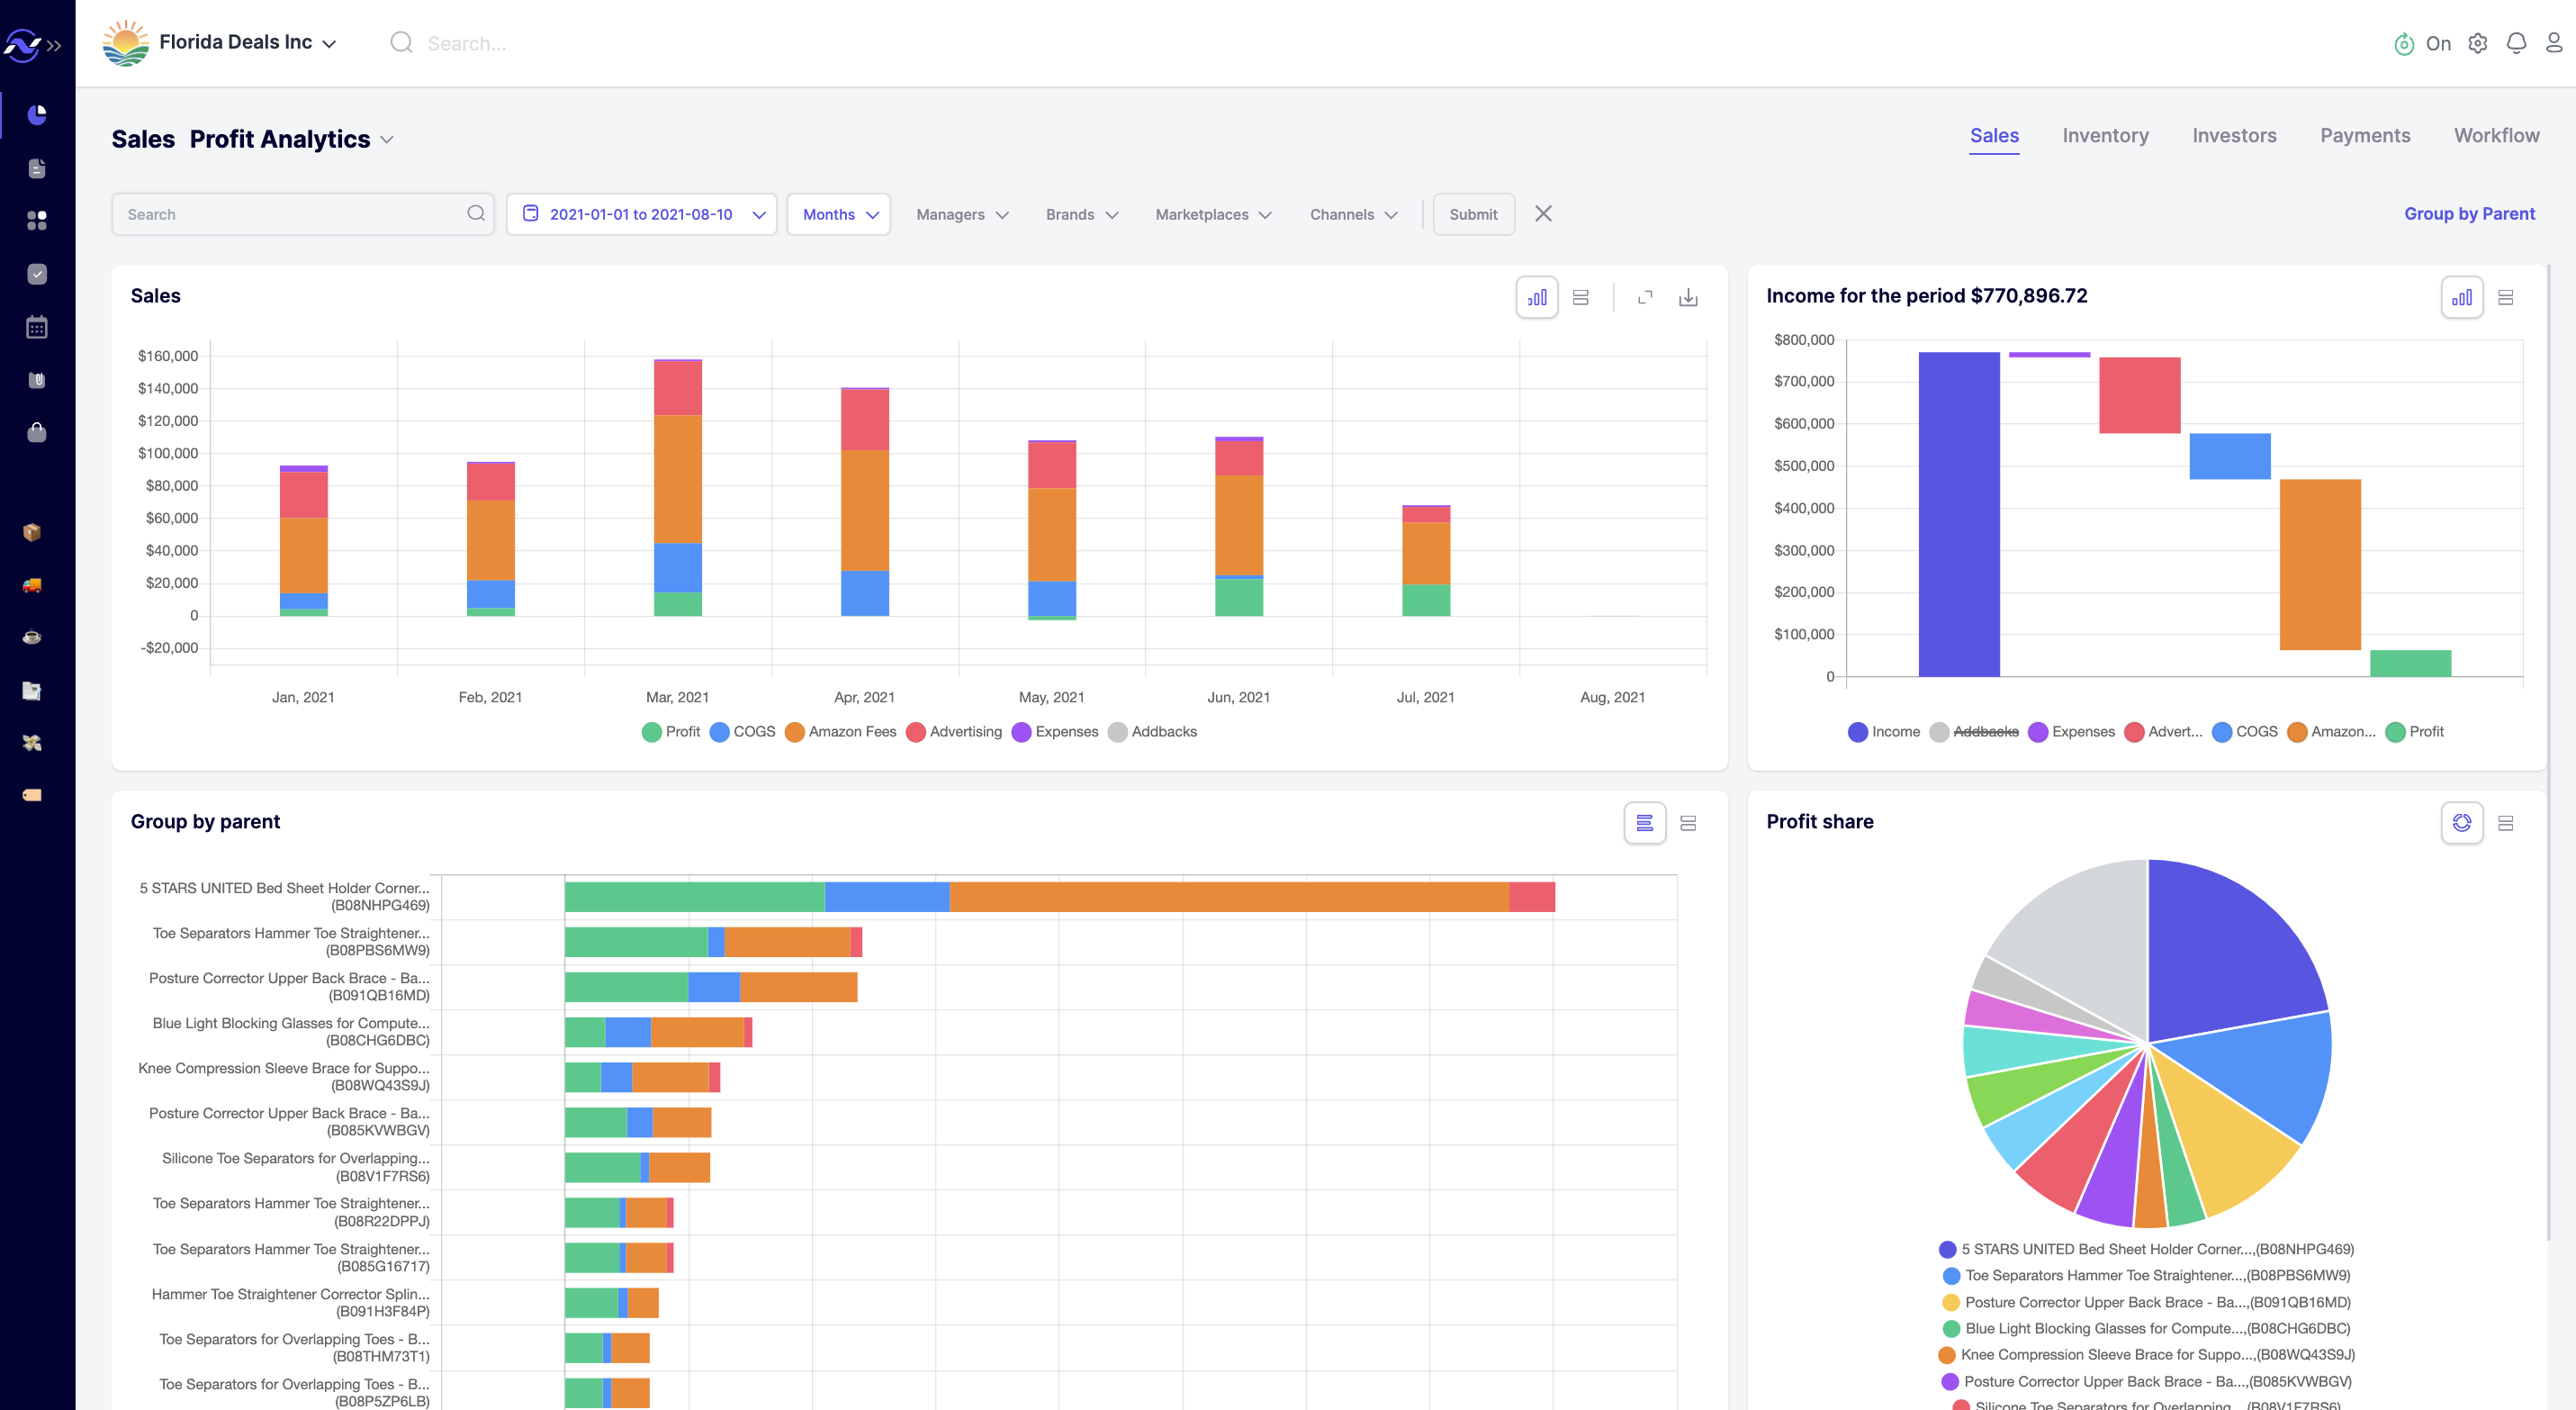 Florida Deals Inc
Search...
On
Sales Profit Analytics
Sales Inventory Investors Payments Workflow
Search
2021-01-01 to 2021-08-10
Months
Managers
Brands
Marketplaces
Channels
Submit
Group by Parent
Sales
$160,000
$140,000
$120,000
$100,000
$80,000
$60,000
$40,000
$20,000
0
-$20,000
Jan, 2021 Feb, 2021 Mar, 2021 Apr, 2021 May, 2021 Jun, 2021 Jul, 2021 Aug, 2021
Profit COGS Amazon Fees Advertising Expenses Addbacks
Income for the period $770,896.72
$800,000
$700,000
$600,000
$500,000
$400,000
$300,000
$200,000
$100,000
0
Income Addbacks Expenses Advert... COGS Amazon... Profit
Group by parent
5 STARS UNITED Bed Sheet Holder Corner...
(B08NHPG469)
Toe Separators Hammer Toe Straightener...
(B08PBS6MW9)
Posture Corrector Upper Back Brace - Ba...
(B091QB16MD)
Blue Light Blocking Glasses for Compute...
(B08CHG6DBC)
Knee Compression Sleeve Brace for Suppo...
(B08WQ43S9J)
Posture Corrector Upper Back Brace - Ba...
(B085KVWBGV)
Silicone Toe Separators for Overlapping...
(B08V1F7RS6)
Toe Separators Hammer Toe Straightener...
(B08R22DPPJ)
Toe Separators Hammer Toe Straightener...
(B085G16717)
Hammer Toe Straightener Corrector Splin...
(B091H3F84P)
Toe Separators for Overlapping Toes - B...
(B08THM73T1)
Toe Separators for Overlapping Toes - B...
(B08P5ZP6LB)
Profit share
5 STARS UNITED Bed Sheet Holder Corner...,(B08NHPG469)
Toe Separators Hammer Toe Straightener...,(B08PBS6MW9)
Posture Corrector Upper Back Brace - Ba...,(B091QB16MD)
Blue Light Blocking Glasses for Compute...,(B08CHG6DBC)
Knee Compression Sleeve Brace for Suppo...,(B08WQ43S9J)
Posture Corrector Upper Back Brace - Ba...,(B085KVWBGV)
Silicone Toe Separators for Overlapping...,(B08V1F7RS6)